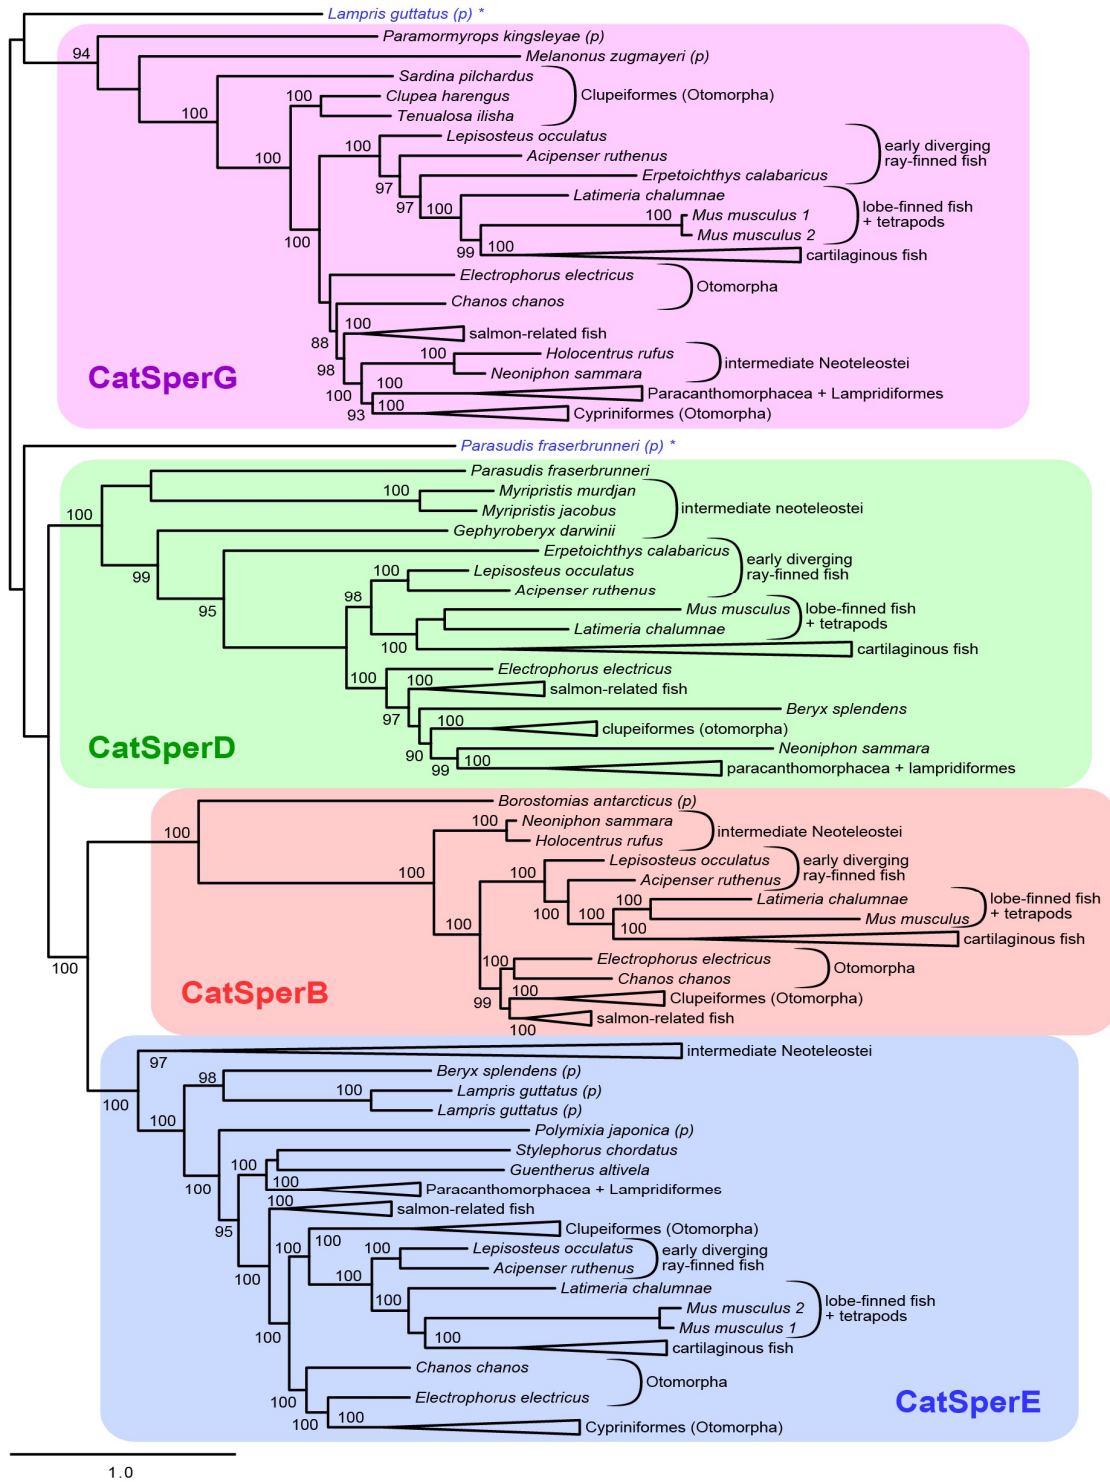 Lampris guttatus (p) *
94
Paramormyrops kingsleyae (p)
Melanonus zugmayeri (p)
Sardina pilchardus
100
100
Clupea harengus
Clupeiformes (Otomorpha)
Tenualosa ilisha
100
Lepisosteus occulatus
100
Acipenser ruthenus
early diverging
ray-finned fish
97
Erpetoichthys calabaricus
97
Latimeria chalumnae
100
100
Mus musculus 1
lobe-finned fish
+ tetrapods
Mus musculus 2
100
99
100
cartilaginous fish
Electrophorus electricus
Otomorpha
Chanos chanos
100
salmon-related fish
88
98
100
Holocentrus rufus
intermediate Neoteleostei
Neoniphon sammara
CatSperG
100
100
Paracanthomorphacea + Lampridiformes
93
100
Cypriniformes (Otomorpha)
Parasudis fraserbrunneri (p) *
Parasudis fraserbrunneri
100
Myripristis murdjan
intermediate neoteleostei
Myripristis jacobus
100
Gephyroberyx darwinii
99
Erpetoichthys calabaricus
early diverging
ray-finned fish
100
Lepisosteus occulatus
95
98
Acipenser ruthenus
Mus musculus
lobe-finned fish
+ tetrapods
Latimeria chalumnae
100
cartilaginous fish
100
Electrophorus electricus
100
salmon-related fish
97
Beryx splendens
100
clupeiformes (otomorpha)
CatSperD
90
Neoniphon sammara
99
100
paracanthomorphacea + lampridiformes
Borostomias antarcticus (p)
100
100
Neoniphon sammara
intermediate Neoteleostei
Holocentrus rufus
100
100
Lepisosteus occulatus
early diverging
ray-finned fish
Acipenser ruthenus
100
100
100
Latimeria chalumnae
lobe-finned fish
+ tetrapods
Mus musculus
100
100
cartilaginous fish
100
Electrophorus electricus
Otomorpha
Chanos chanos
CatSperB
99
100
Clupeiformes (Otomorpha)
salmon-related fish
100
100
97
intermediate Neoteleostei
98
Beryx splendens (p)
100
100
Lampris guttatus (p)
Lampris guttatus (p)
100
Polymixia japonica (p)
Stylephorus chordatus
100
Guentherus altivela
100
100
Paracanthomorphacea + Lampridiformes
100
salmon-related fish
95
Clupeiformes (Otomorpha)
100
100
100
Lepisosteus occulatus
early diverging
ray-finned fish
Acipenser ruthenus
100
100
Latimeria chalumnae
100
Mus musculus 2
lobe-finned fish
+ tetrapods
Mus musculus 1
100
100
cartilaginous fish
Chanos chanos
Otomorpha
Electrophorus electricus
100
CatSperE
100
100
Cypriniformes (Otomorpha)
1.0